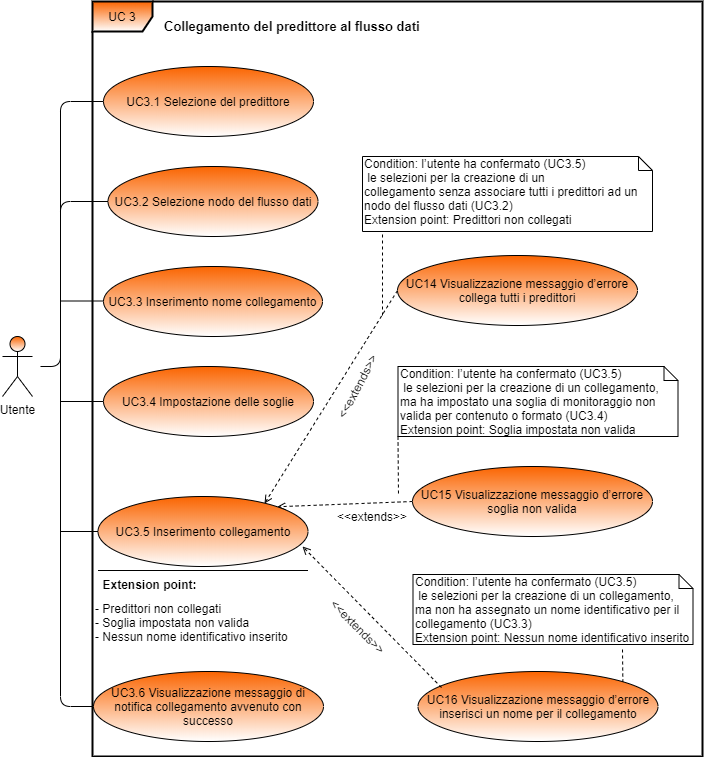 UC 3
Collegamento del predittore al flusso dati
UC3.1 Selezione del predittore
Condition: l'utente ha confermato (UC3.5)
le selezioni per la creazione di un
collegamento senza associare tutti i predittori ad un
nodo del flusso dati (UC3.2)
Extension point: Predittori non collegati
UC3.2 Selezione nodo del flusso dati
UC14 Visualizzazione messaggio d'errore
collega tutti i predittori
UC3.3 Inserimento nome collegamento
<<extends>>
Condition: l'utente ha confermato (UC3.5)
le selezioni per la creazione di un collegamento,
ma ha impostato una soglia di monitoraggio non
valida per contenuto o formato (UC3.4)
Extension point: Soglia impostata non valida
UC3.4 Impostazione delle soglie
Utente
UC15 Visualizzazione messaggio d'errore
soglia non valida
<<extends>>
UC3.5 Inserimento collegamento
Extension point:
- Predittori non collegati
- Soglia impostata non valida
- Nessun nome identificativo inserito
Condition: l'utente ha confermato (UC3.5)
le selezioni per la creazione di un collegamento,
ma non ha assegnato un nome identificativo per il
collegamento (UC3.3)
Extension point: Nessun nome identificativo inserito
<<extends>>
UC3.6 Visualizzazione messaggio di
notifica collegamento avvenuto con
successo
UC16 Visualizzazione messaggio d'errore
inserisci un nome per il collegamento